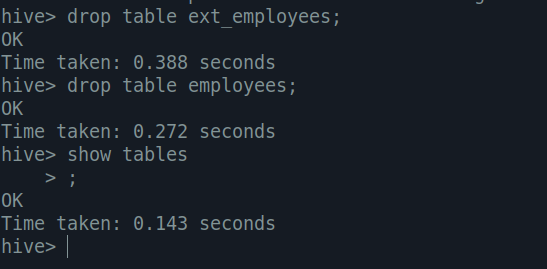 hive> drop table ext_employees;
OK
Time taken: 0.388 seconds
hive> drop table employees;
OK
Time taken: 0.272 seconds
hive> show tables
    > ;
OK
Time taken: 0.143 seconds
hive>